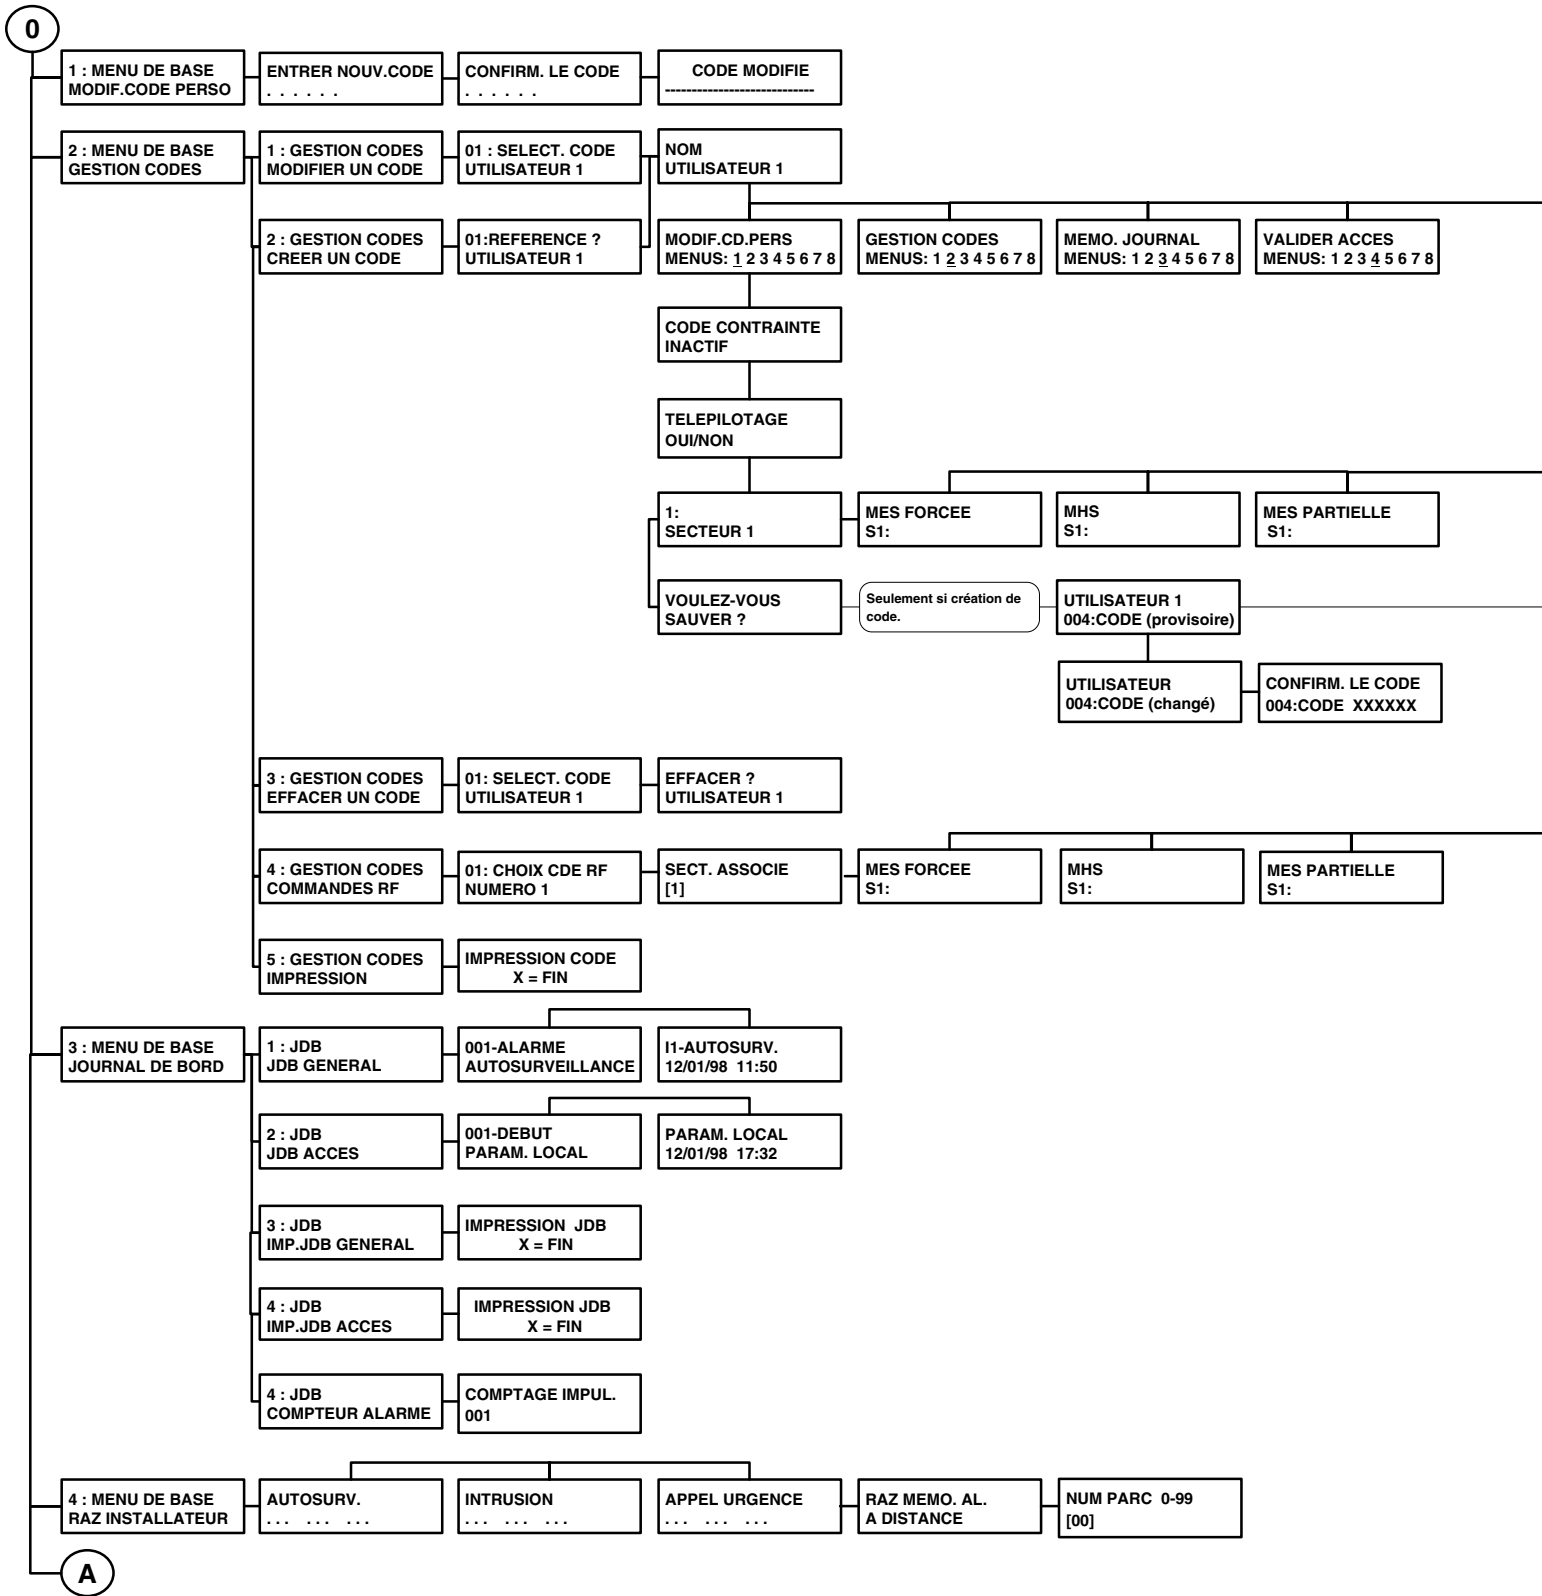 0
1 : MENU DE BASE
MODIF.CODE PERSO
ENTRER NOUV.CODE
. . . . . .
CONFIRM. LE CODE
. . . . . .
CODE MODIFIE
----------------------------
2 : MENU DE BASE
GESTION CODES
1 : GESTION CODES
MODIFIER UN CODE
01 : SELECT. CODE
UTILISATEUR 1
NOM
UTILISATEUR 1
2 : GESTION CODES
CREER UN CODE
01:REFERENCE ?
UTILISATEUR 1
MODIF.CD.PERS
MENUS: 1 2 3 4 5 6 7 8
GESTION CODES
MENUS: 1 2 3 4 5 6 7 8
MEMO. JOURNAL
MENUS: 1 2 3 4 5 6 7 8
VALIDER ACCES
MENUS: 1 2 3 4 5 6 7 8
CODE CONTRAINTE
INACTIF
TELEPILOTAGE
OUI/NON
1:
SECTEUR 1
MES FORCEE
S1:
MHS
S1:
MES PARTIELLE
S1:
VOULEZ-VOUS
SAUVER ?
Seulement si création de
code.
UTILISATEUR 1
004:CODE (provisoire)
UTILISATEUR
004:CODE (changé)
CONFIRM. LE CODE
004:CODE XXXXXX
3 : GESTION CODES
EFFACER UN CODE
01: SELECT. CODE
UTILISATEUR 1
EFFACER ?
UTILISATEUR 1
4 : GESTION CODES
COMMANDES RF
01: CHOIX CDE RF
NUMERO 1
SECT. ASSOCIE
[1]
MES FORCEE
S1:
MHS
S1:
MES PARTIELLE
S1:
5 : GESTION CODES
IMPRESSION
IMPRESSION CODE
X = FIN
3 : MENU DE BASE
JOURNAL DE BORD
1 : JDB
JDB GENERAL
001-ALARME
AUTOSURVEILLANCE
I1-AUTOSURV.
12/01/98 11:50
2 : JDB
JDB ACCES
001-DEBUT
PARAM. LOCAL
PARAM. LOCAL
12/01/98 17:32
3 : JDB
IMP.JDB GENERAL
IMPRESSION JDB
X = FIN
4 : JDB
IMP.JDB ACCES
IMPRESSION JDB
X = FIN
4 : JDB
COMPTEUR ALARME
COMPTAGE IMPUL.
001
4 : MENU DE BASE
RAZ INSTALLATEUR
AUTOSURV.
. . . . . . . . .
INTRUSION
. . . . . . . . .
APPEL URGENCE
. . . . . . . . .
RAZ MEMO. AL.
A DISTANCE
NUM PARC 0-99
[00]
A